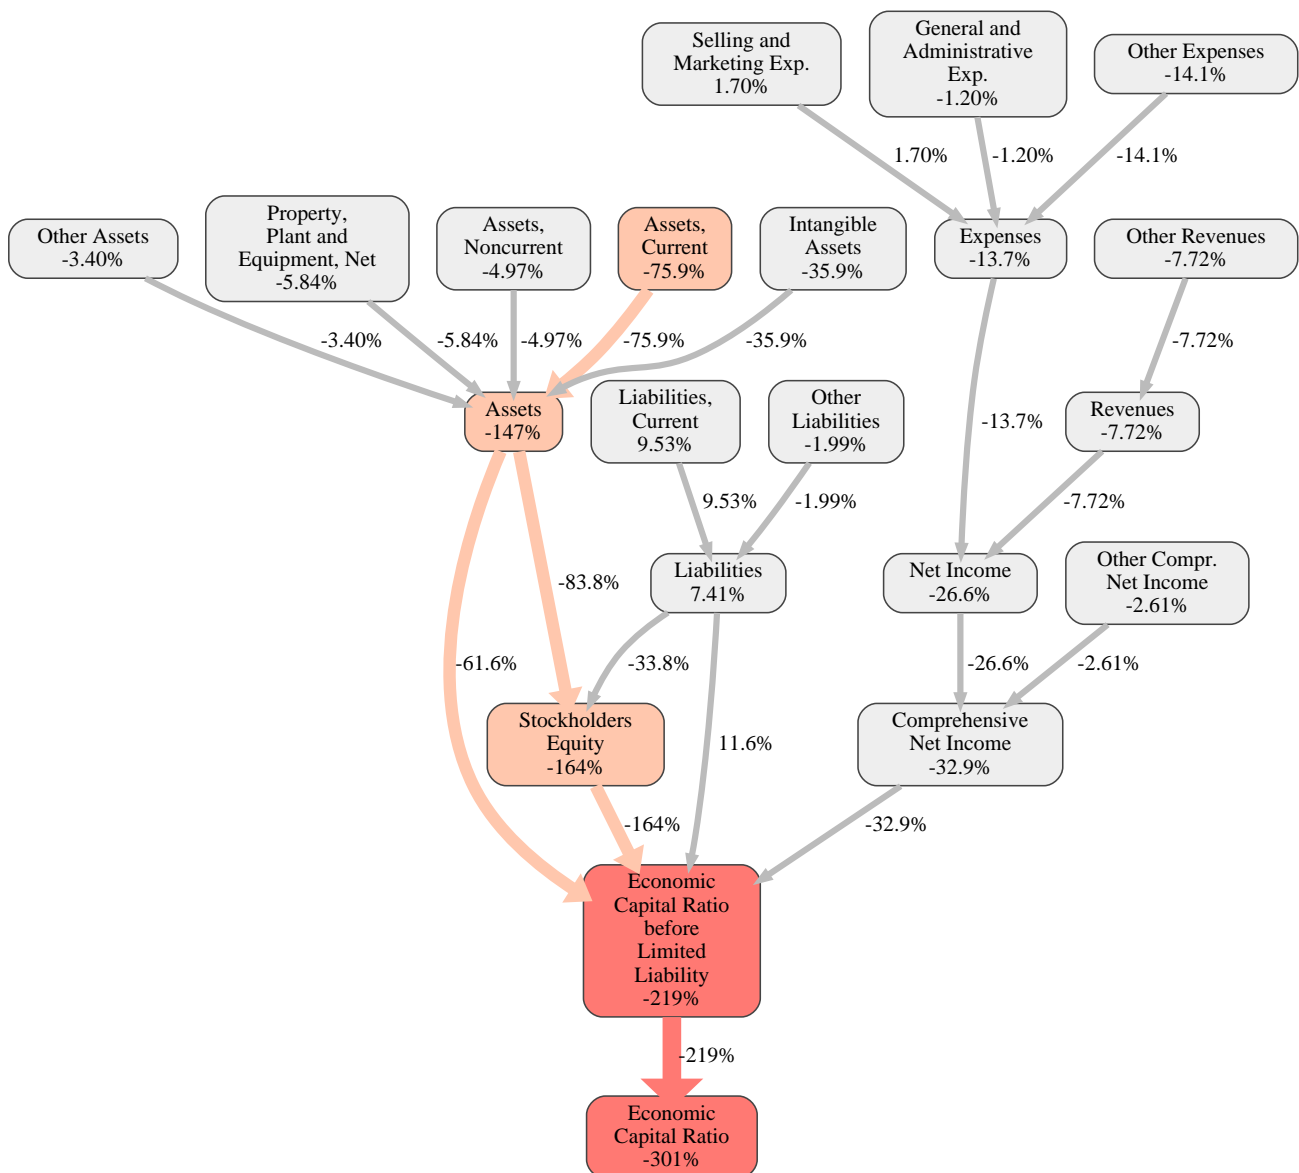 Selling and
Marketing Exp.
1.70%
General and
Administrative
Exp.
-1.20%
Other Expenses
-14.1%
1.70%
-1.20%
-14.1%
Other Assets
-3.40%
Property,
Plant and
Equipment, Net
-5.84%
Assets,
Noncurrent
-4.97%
Assets,
Current
-75.9%
Intangible
Assets
-35.9%
Expenses
-13.7%
Other Revenues
-7.72%
-3.40%
-5.84%
-4.97%
-75.9%
-35.9%
-7.72%
Assets
-147%
Liabilities,
Current
9.53%
Other
Liabilities
-1.99%
-13.7%
Revenues
-7.72%
9.53%
-1.99%
-7.72%
-83.8%
Liabilities
7.41%
Net Income
-26.6%
Other Compr.
Net Income
-2.61%
-61.6%
-33.8%
-26.6%
-2.61%
Stockholders
Equity
-164%
11.6%
Comprehensive
Net Income
-32.9%
-164%
-32.9%
Economic
Capital Ratio
before
Limited
Liability
-219%
-219%
Economic
Capital Ratio
-301%